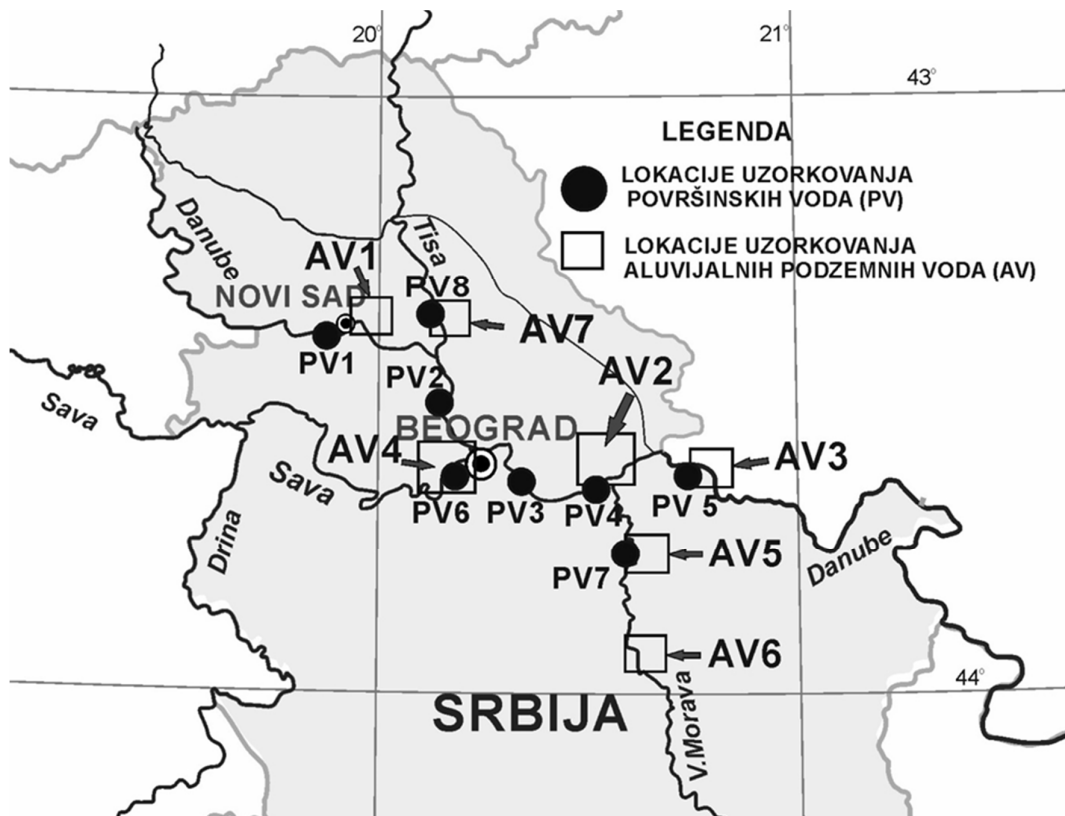 20°
21°
43°
LEGENDA
LOKACIJE UZORKOVANJA
POVRŠINSKIH VODA (PV)
LOKACIJE UZORKOVANJA
ALUVIJALNIH PODZEMNIH VODA (AV)
Danube
Tisa
AV1
NOVI SAD
PV8
AV7
PV1
PV2
AV2
Sava
BEOGRAD
AV4
AV3
Sava
PV6
PV3
PV4
PV 5
Drina
PV7
AV5
Danube
AV6
44°
SRBIJA
V.Morava